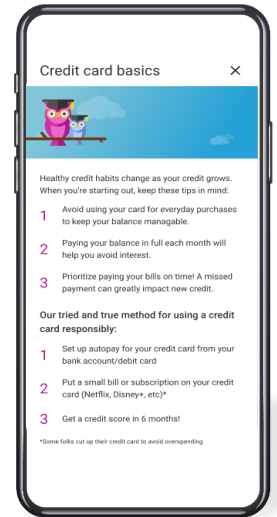 Credit card basics
Healthy credit habits change as your credit grows.
When you're starting out, keep these tips in mind:
1 Avoid using your card for everyday purchases
to keep your balance managable.
2 Paying your balance in full each month will
help you avoid interest.
3 Prioritize paying your bills on time! A missed
payment can greatly impact new credit.
Our tried and true method for using a credit
card responsibly:
1 Set up autopay for your credit card from your
bank account/debit card
2 Put a small bill or subscription on your credit
card (Netflix, Disney+, etc)*
3 Get a credit score in 6 months!
*Some folks cut up their credit card to avoid overspending